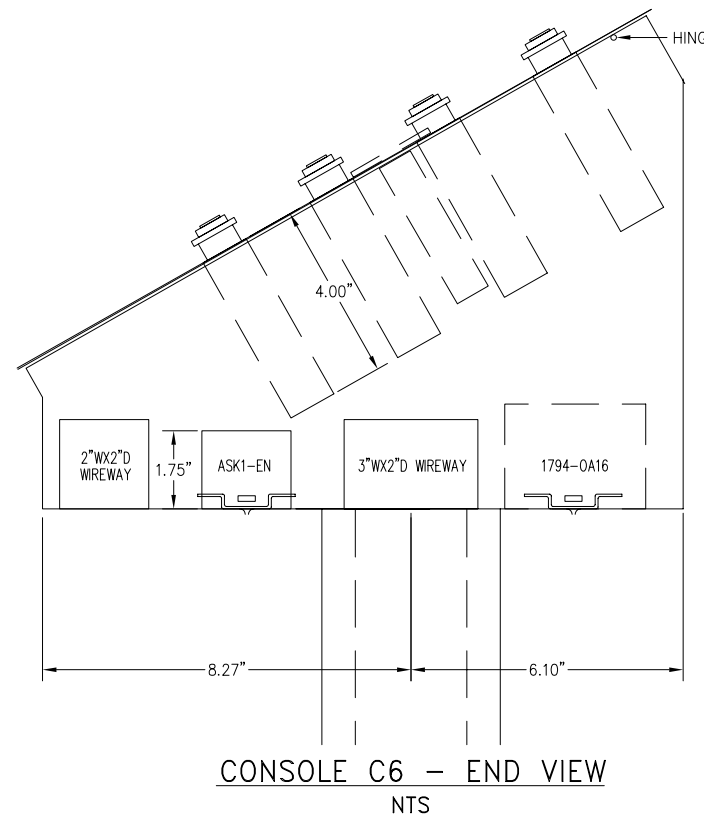 HING
4.00"
2"WX2"D
WIREWAY
1.75"
ASK1-EN
3"WX2"D WIREWAY
1794-OA16
8.27"
6.10"
CONSOLE C6 - END VIEW
NTS